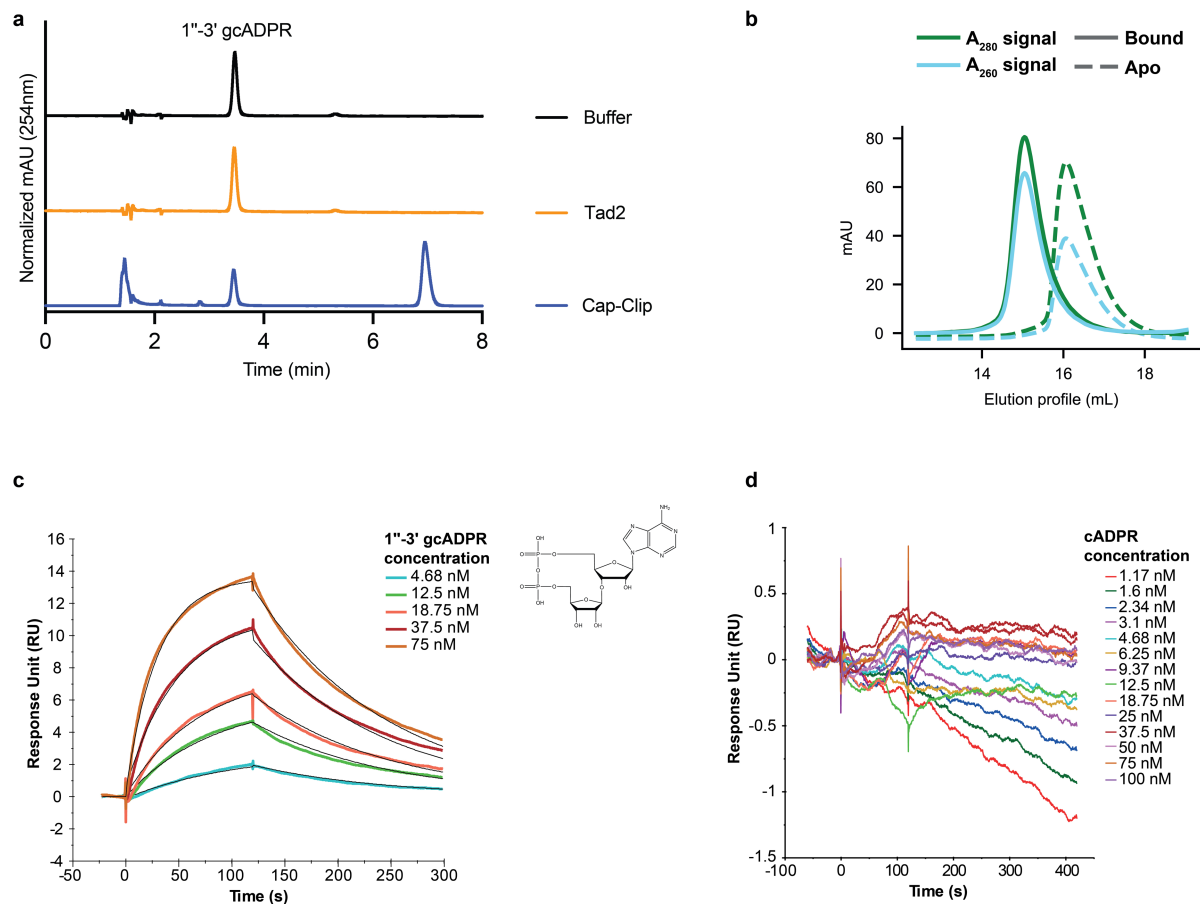 a
1"-3' gcADPR
Normalized mAU (254nm)
Buffer
Tad2
Cap-Clip
0 2 4 6 8
Time (min)
b
A280 signal
A260 signal
Bound
Apo
80
60
40
20
0
mAU
14 16 18
Elution profile (mL)
c
16
14
12
10
8
6
4
2
0
-2
-4
Response Unit (RU)
-50 0 50 100 150 200 250 300
Time (s)
1"-3' gcADPR
concentration
4.68 nM
12.5 nM
18.75 nM
37.5 nM
75 nM
NH2
N
N
N
N
OH
O P O
O
O
O P O
OH
O
OH
O
O
OH OH
d
1
0.5
0
-0.5
-1
-1.5
Response Unit (RU)
-100 0 100 200 300 400
Time (s)
cADPR
concentration
1.17 nM
1.6 nM
2.34 nM
3.1 nM
4.68 nM
6.25 nM
9.37 nM
12.5 nM
18.75 nM
25 nM
37.5 nM
50 nM
75 nM
100 nM